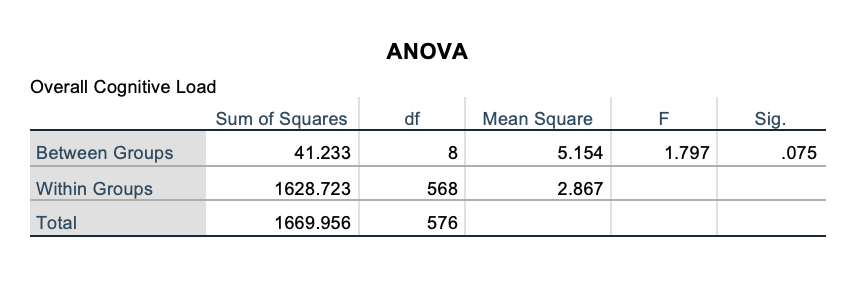 ANOVA
Overall Cognitive Load
Sum of Squares df Mean Square F Sig.
Between Groups 41.233 8 5.154 1.797 .075
Within Groups 1628.723 568 2.867
Total 1669.956 576